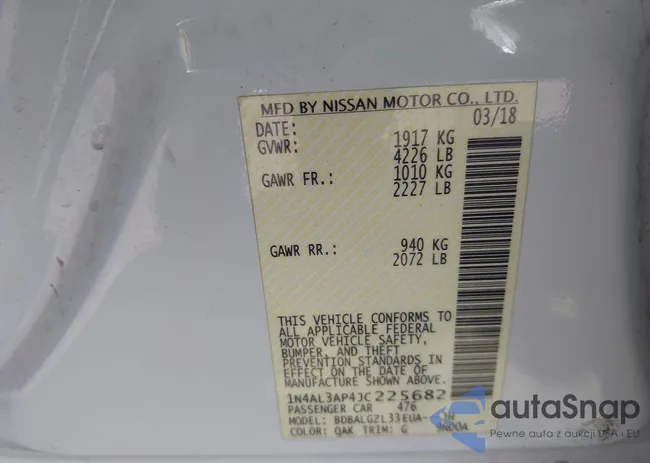 MFD BY NISSAN MOTOR CO., LTD.
DATE: 03/18
GVWR: 1917 KG
4226 LB
GAWR FR.: 1010 KG
2227 LB
GAWR RR.: 940 KG
2072 LB
THIS VEHICLE CONFORMS TO
ALL APPLICABLE FEDERAL
MOTOR VEHICLE SAFETY,
BUMPER, AND THEFT
PREVENTION STANDARDS IN
EFFECT ON THE DATE OF
MANUFACTURE SHOWN ABOVE.
1N4AL3AP4JC225682
PASSENGER CAR 476
MODEL: BDBALGZL33EUA-
COLOR: QAK TRIM: G
autoSnap
Pewne auta z aukcji USA i EU